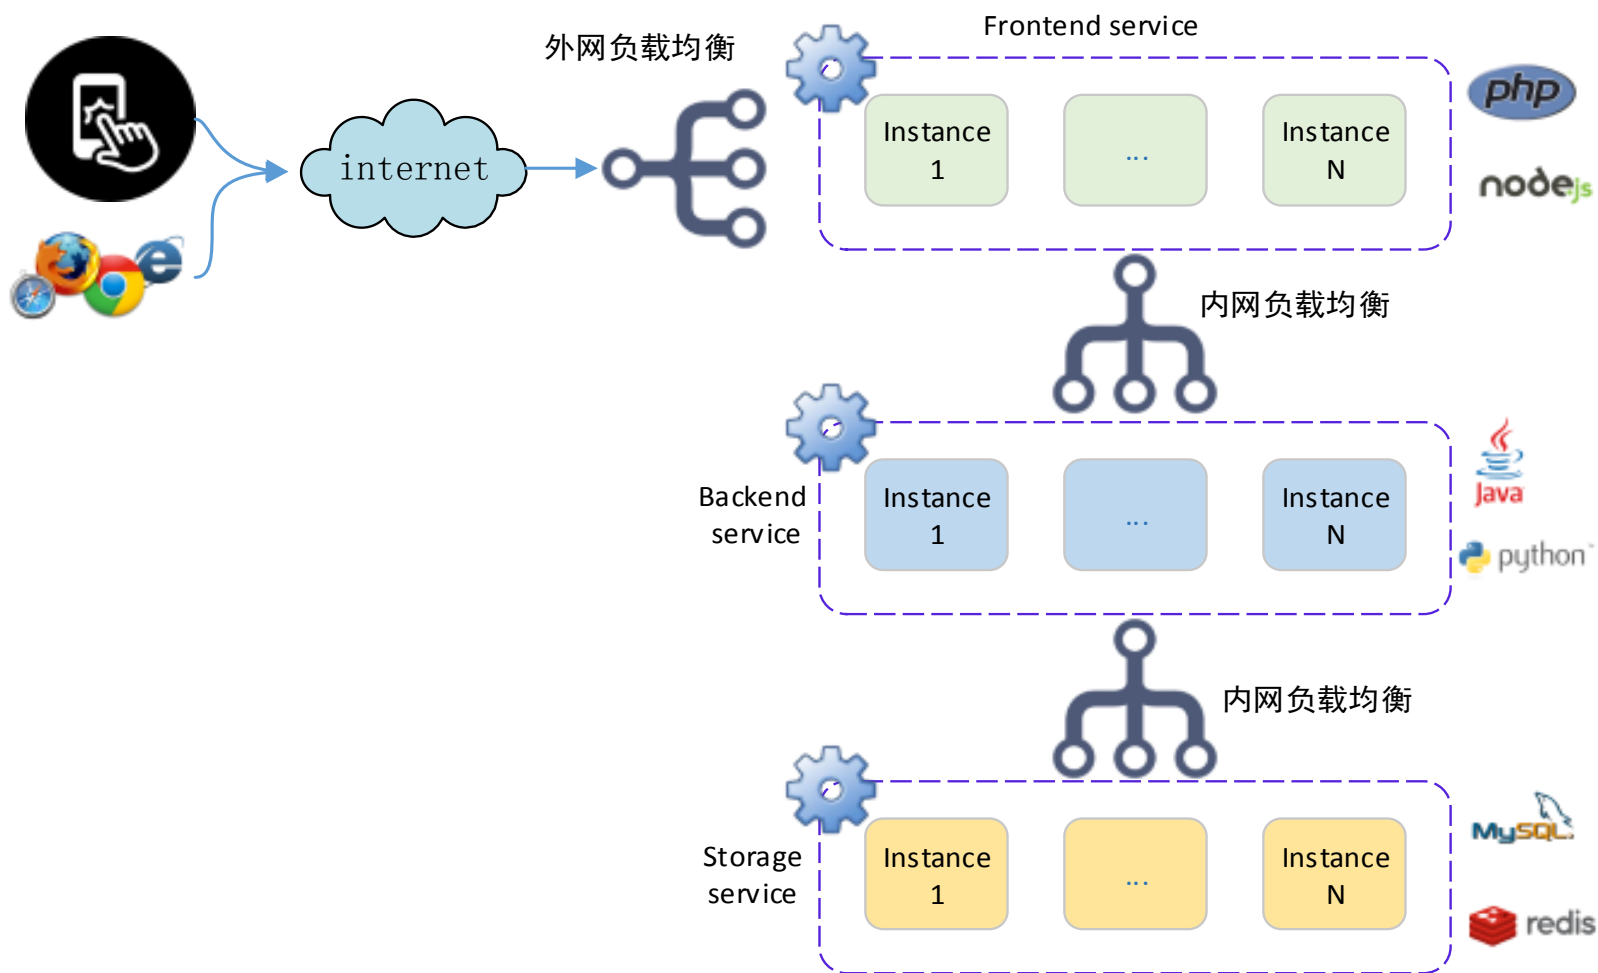 Frontend service
外网负载均衡
internet
Instance
1
...
Instance
N
php
node.js
内网负载均衡
Backend
service
Instance
1
...
Instance
N
Java
python™
内网负载均衡
Storage
service
Instance
1
...
Instance
N
MySQL
redis